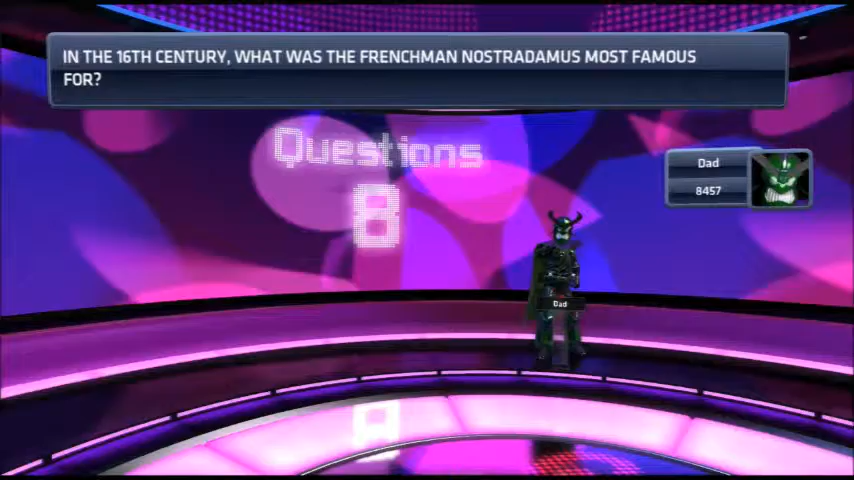 IN THE 16TH CENTURY, WHAT WAS THE FRENCHMAN NOSTRADAMUS MOST FAMOUS
FOR?
Questions
8
Dad
8457
Dad